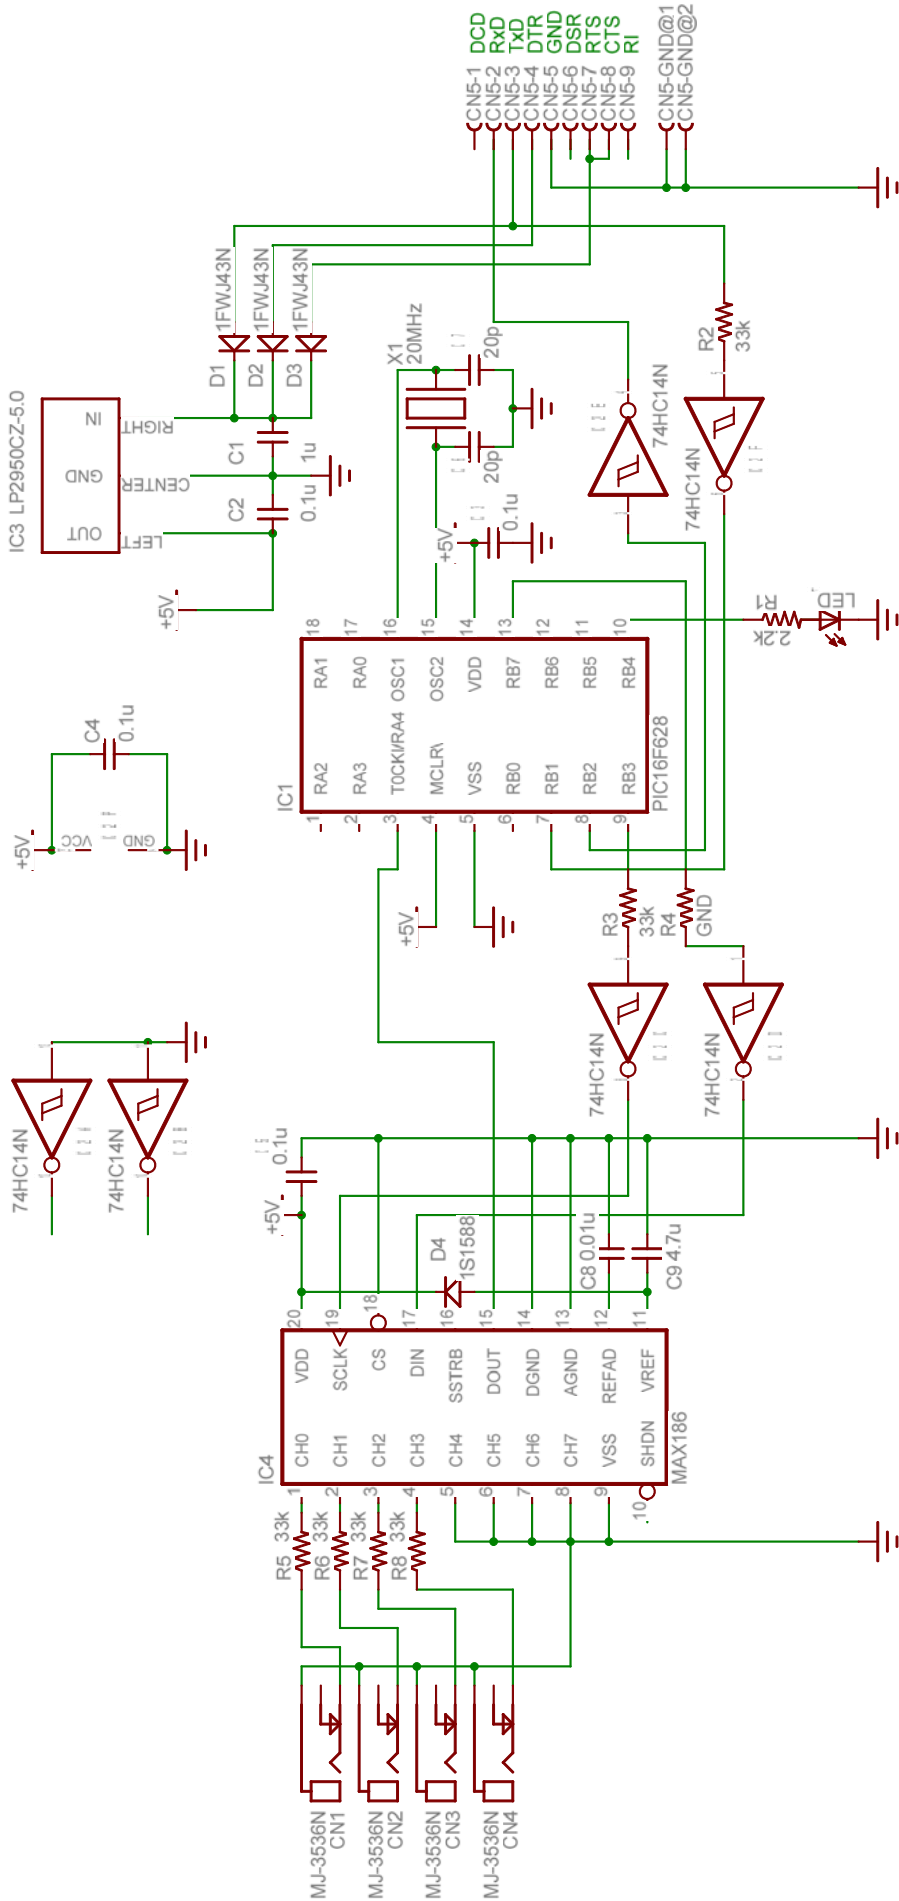 DCD
RxD
TxD
DTR
GND
DSR
RTS
CTS
RI
CN5-1
CN5-2
CN5-3
CN5-4
CN5-5
CN5-6
CN5-7
CN5-8
CN5-9
CN5-GND@1
CN5-GND@2
IC3 LP2950CZ-5.0
IN
GND
OUT
RIGHT
CENTER
LEFT
D1
1FWJ43N
D2
1FWJ43N
D3
1FWJ43N
C1
1u
C2
0.1u
+5V
X1
20MHz
20p
20p
+5V
0.1u
74HC14N
74HC14N
R2
33k
R1
2.2k
LED
C4
0.1u
+5V
VCC
GND
IC1
PIC16F628
18
17
16
15
14
13
12
11
10
RA1
RA0
OSC1
OSC2
VDD
RB7
RB6
RB5
RB4
RA2
RA3
T0CKI/RA4
MCLR\
VSS
RB0
RB1
RB2
RB3
1
2
3
4
5
6
7
8
9
+5V
R3
33k
R4
GND
74HC14N
74HC14N
74HC14N
74HC14N
0.1u
+5V
D4
1S1588
C8 0.01u
C9 4.7u
IC4
MAX186
20
19
18
17
16
15
14
13
12
11
VDD
SCLK
CS
DIN
SSTRB
DOUT
DGND
AGND
REFAD
VREF
CH0
CH1
CH2
CH3
CH4
CH5
CH6
CH7
VSS
SHDN
1
2
3
4
5
6
7
8
9
10
R5
33k
R6
33k
R7
33k
R8
33k
MJ-3536N
CN1
MJ-3536N
CN2
MJ-3536N
CN3
MJ-3536N
CN4